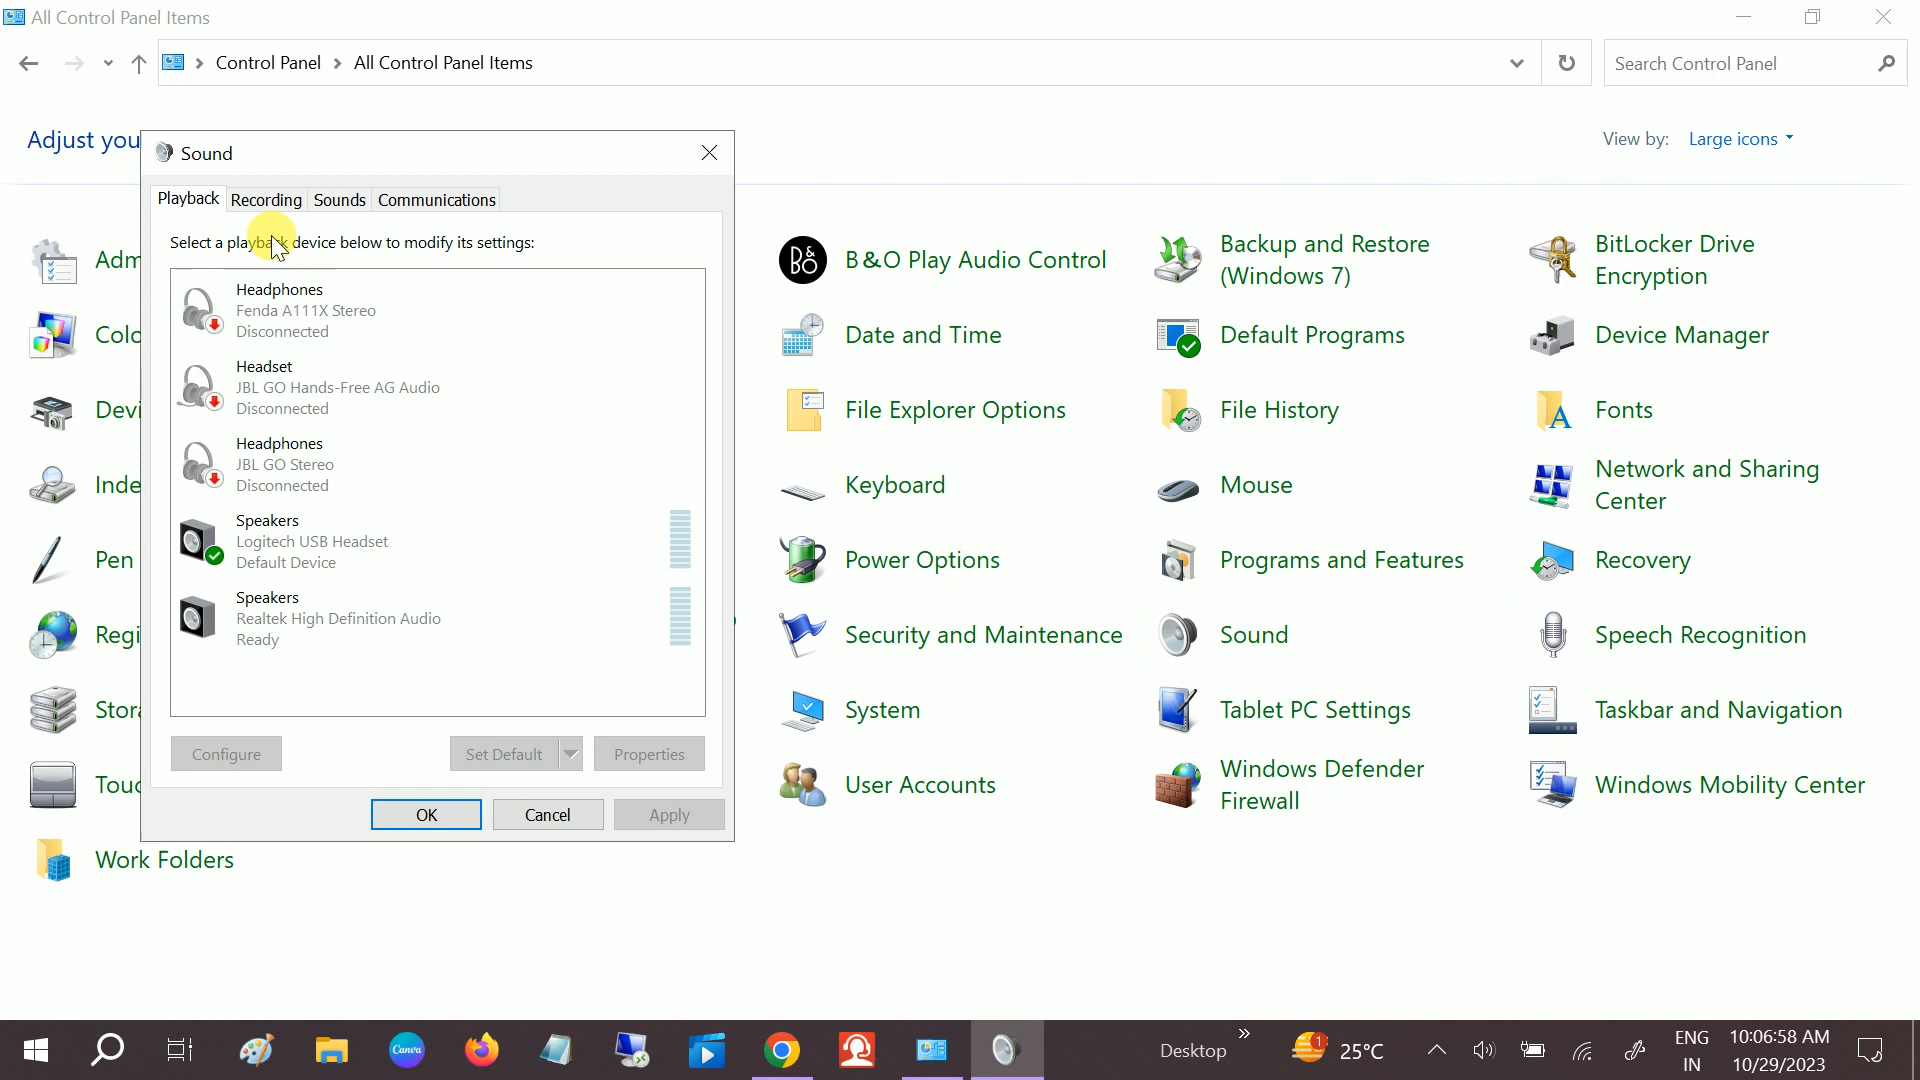 All Control Panel Items
Control Panel > All Control Panel Items
Search Control Panel
Adjust you
View by: Large icons
Sound
Playback Recording Sounds Communications
Select a playback device below to modify its settings:
Headphones
Fenda A111X Stereo
Disconnected
Headset
JBL GO Hands-Free AG Audio
Disconnected
Headphones
JBL GO Stereo
Disconnected
Speakers
Logitech USB Headset
Default Device
Speakers
Realtek High Definition Audio
Ready
Configure Set Default Properties
OK Cancel Apply
Adm
Colo
Devi
Inde
Pen
Regi
Stora
Touc
Work Folders
B&O Play Audio Control
Backup and Restore
(Windows 7)
BitLocker Drive
Encryption
Date and Time
Default Programs
Device Manager
File Explorer Options
File History
Fonts
Keyboard
Mouse
Network and Sharing
Center
Power Options
Programs and Features
Recovery
Security and Maintenance
Sound
Speech Recognition
System
Tablet PC Settings
Taskbar and Navigation
User Accounts
Windows Defender
Firewall
Windows Mobility Center
Canva
Desktop
1
25°C
ENG
IN
10:06:58 AM
10/29/2023